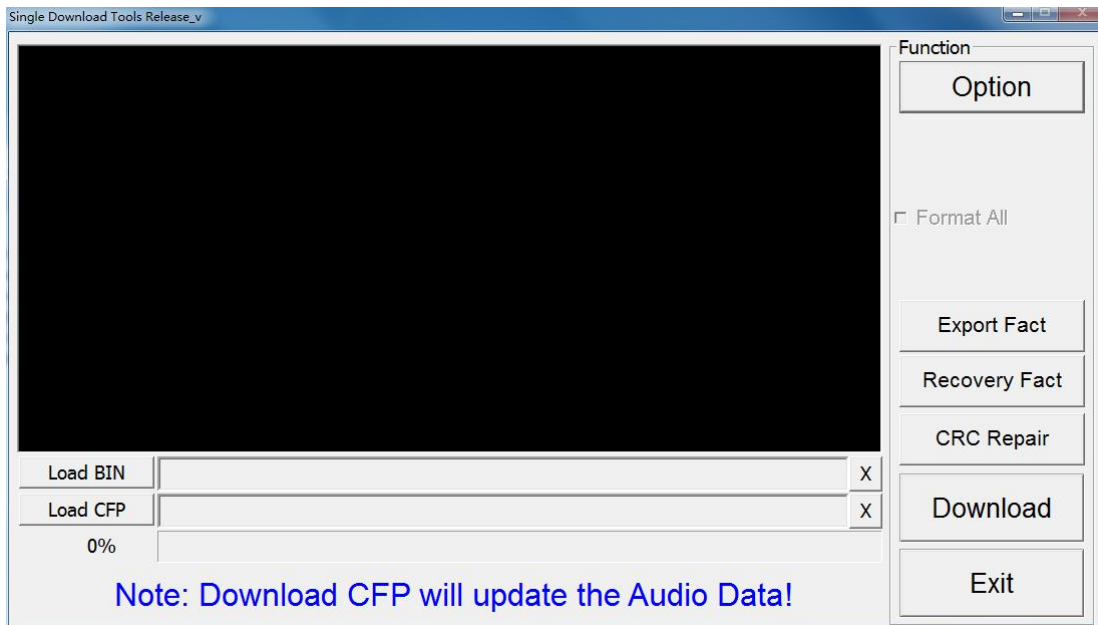 Single Download Tools Release_v
Function
Option
Format All
Export Fact
Recovery Fact
CRC Repair
Load BIN
X
Load CFP
X
Download
0%
Note: Download CFP will update the Audio Data!
Exit